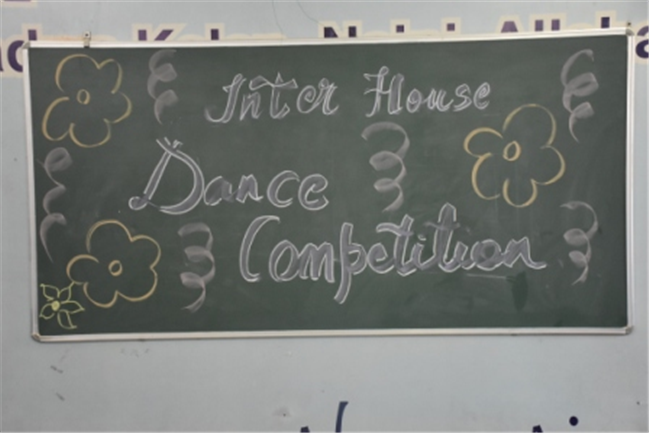 Inter House
Dance
Competition